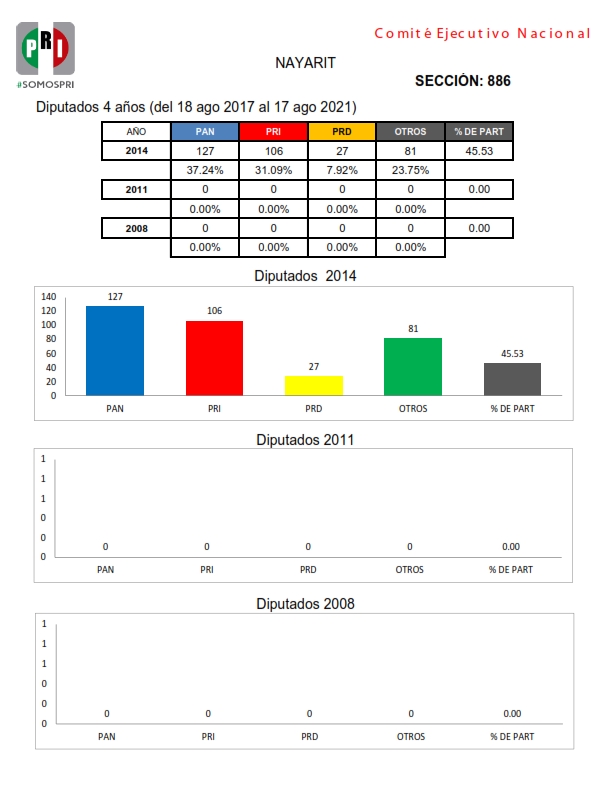 Comité Ejecutivo Nacional
PRI
#SOMOSPRI
NAYARIT
SECCIÓN: 886
Diputados 4 años (del 18 ago 2017 al 17 ago 2021)
AÑO PAN PRI PRD OTROS % DE PART
2014 127 106 27 81 45.53
37.24% 31.09% 7.92% 23.75%
2011 0 0 0 0 0.00
0.00% 0.00% 0.00% 0.00%
2008 0 0 0 0 0.00
0.00% 0.00% 0.00% 0.00%
Diputados 2014
140
120
100
80
60
40
20
0
127 106 27 81 45.53
PAN PRI PRD OTROS % DE PART
Diputados 2011
1
1
1
0
0
0
0 0 0 0 0.00
PAN PRI PRD OTROS % DE PART
Diputados 2008
1
1
1
0
0
0
0 0 0 0 0.00
PAN PRI PRD OTROS % DE PART